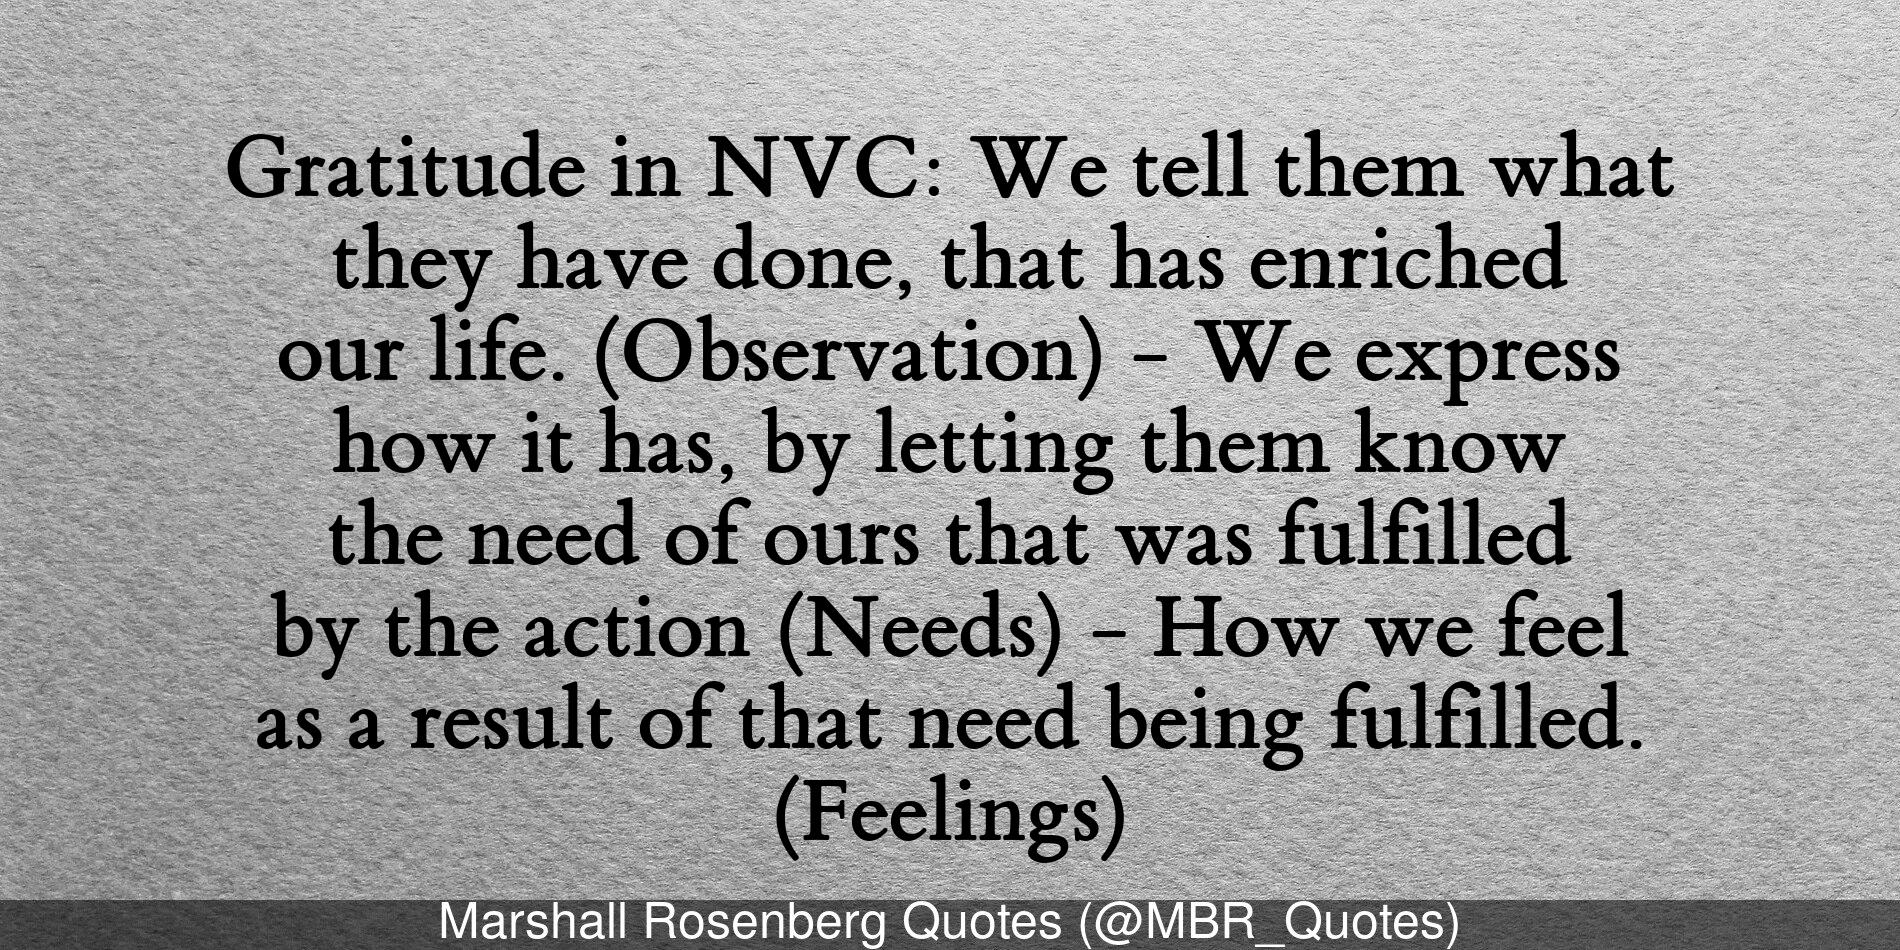 Gratitude in NVC: We tell them what
they have done, that has enriched
our life. (Observation) - We express
how it has, by letting them know
the need of ours that was fulfilled
by the action (Needs) - How we feel
as a result of that need being fulfilled.
(Feelings)
Marshall Rosenberg Quotes (@MBR_Quotes)